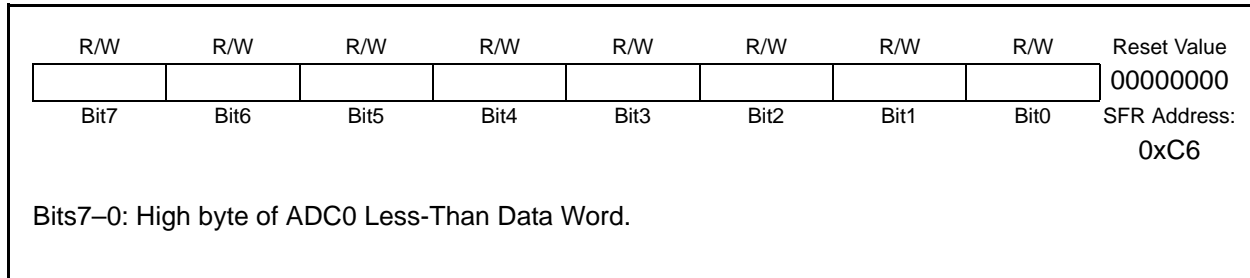 R/W R/W R/W R/W R/W R/W R/W R/W Reset Value
00000000
Bit7 Bit6 Bit5 Bit4 Bit3 Bit2 Bit1 Bit0 SFR Address:
0xC6
Bits7–0: High byte of ADC0 Less-Than Data Word.